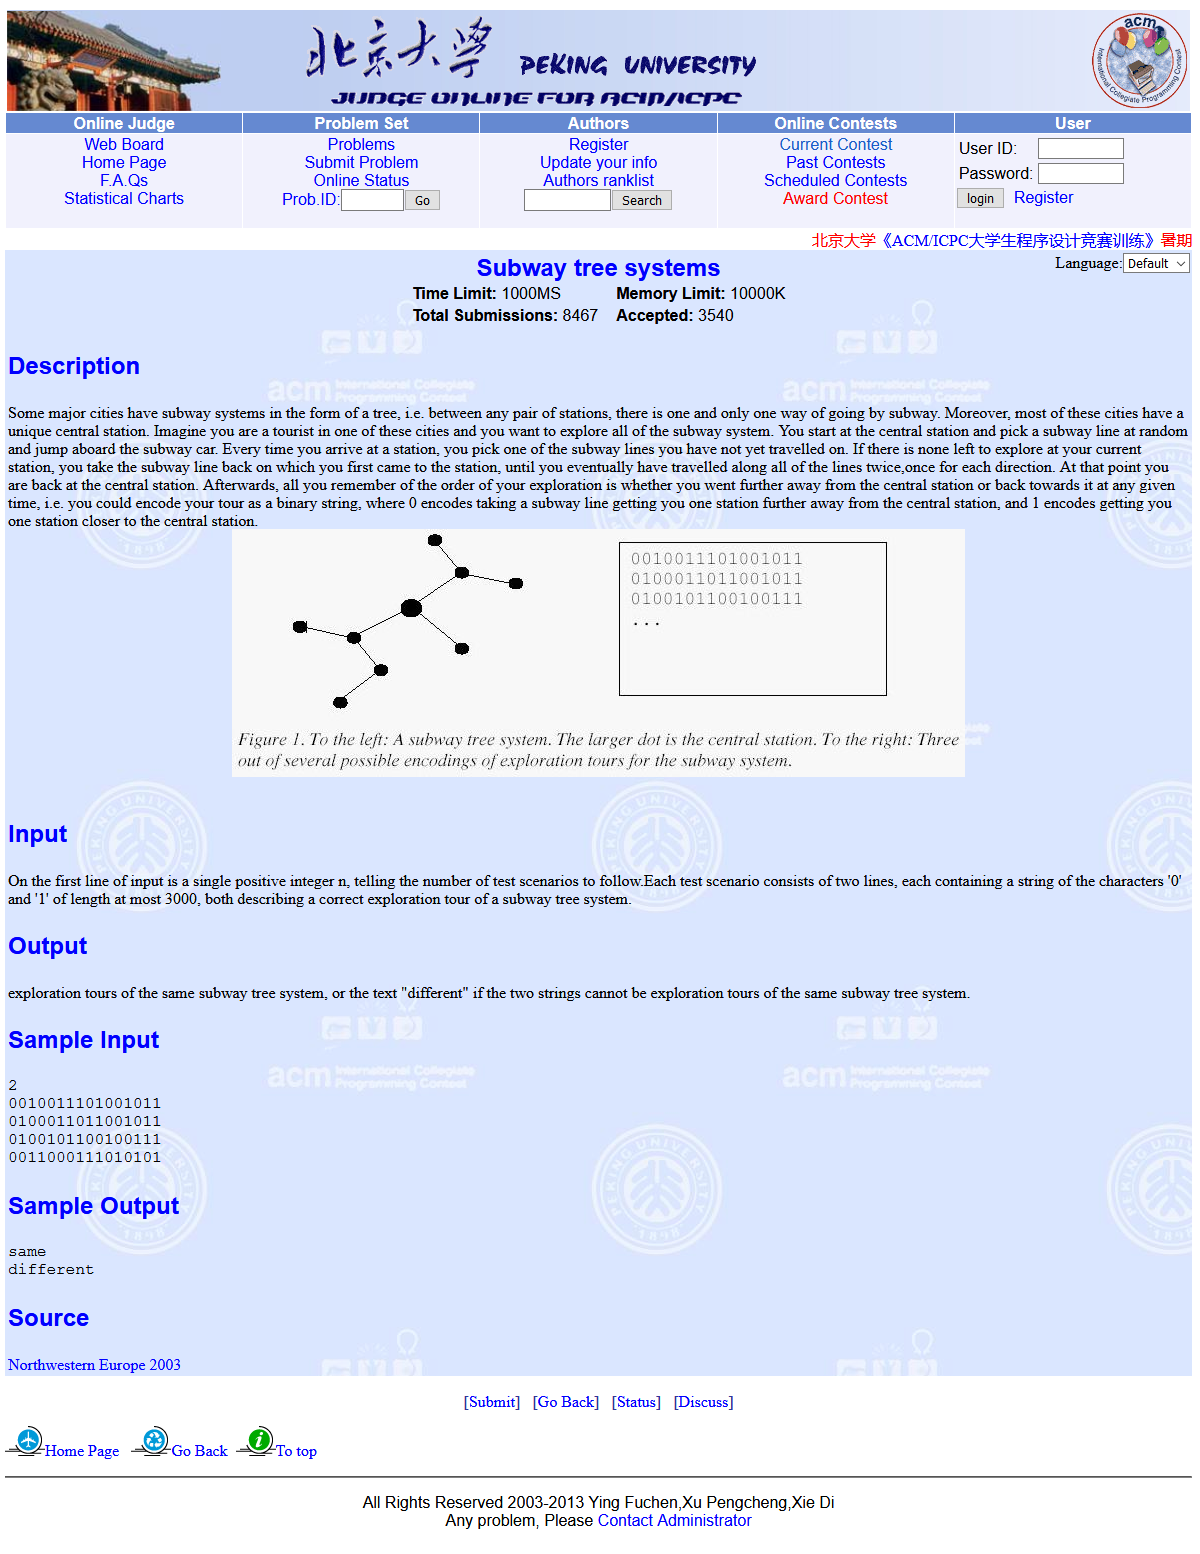 北京大學 PEKING UNIVERSITY
JUDGE ONLINE FOR ACM/ICPC
acm
International Collegiate Programming Contest
Online Judge Problem Set Authors Online Contests User
Web Board Problems Register Current Contest User ID:
Home Page Submit Problem Update your info Past Contests Password:
F.A.Qs Online Status Authors ranklist Scheduled Contests
Statistical Charts Prob.ID: Go Search Award Contest login Register
北京大学《ACM/ICPC大学生程序设计竞赛训练》暑期
Language: Default
Subway tree systems
Time Limit: 1000MS Memory Limit: 10000K
Total Submissions: 8467 Accepted: 3540
Description
Some major cities have subway systems in the form of a tree, i.e. between any pair of stations, there is one and only one way of going by subway. Moreover, most of these cities have a
unique central station. Imagine you are a tourist in one of these cities and you want to explore all of the subway system. You start at the central station and pick a subway line at random
and jump aboard the subway car. Every time you arrive at a station, you pick one of the subway lines you have not yet travelled on. If there is none left to explore at your current
station, you take the subway line back on which you first came to the station, until you eventually have travelled along all of the lines twice,once for each direction. At that point you
are back at the central station. Afterwards, all you remember of the order of your exploration is whether you went further away from the central station or back towards it at any given
time, i.e. you could encode your tour as a binary string, where 0 encodes taking a subway line getting you one station further away from the central station, and 1 encodes getting you
one station closer to the central station.
0010011101001011
0100011011001011
0100101100100111
...
Figure 1. To the left: A subway tree system. The larger dot is the central station. To the right: Three
out of several possible encodings of exploration tours for the subway system.
Input
On the first line of input is a single positive integer n, telling the number of test scenarios to follow.Each test scenario consists of two lines, each containing a string of the characters '0'
and '1' of length at most 3000, both describing a correct exploration tour of a subway tree system.
Output
exploration tours of the same subway tree system, or the text "different" if the two strings cannot be exploration tours of the same subway tree system.
Sample Input
2
0010011101001011
0100011011001011
0100101100100111
0011000111010101
Sample Output
same
different
Source
Northwestern Europe 2003
[Submit] [Go Back] [Status] [Discuss]
Home Page Go Back To top
All Rights Reserved 2003-2013 Ying Fuchen,Xu Pengcheng,Xie Di
Any problem, Please Contact Administrator